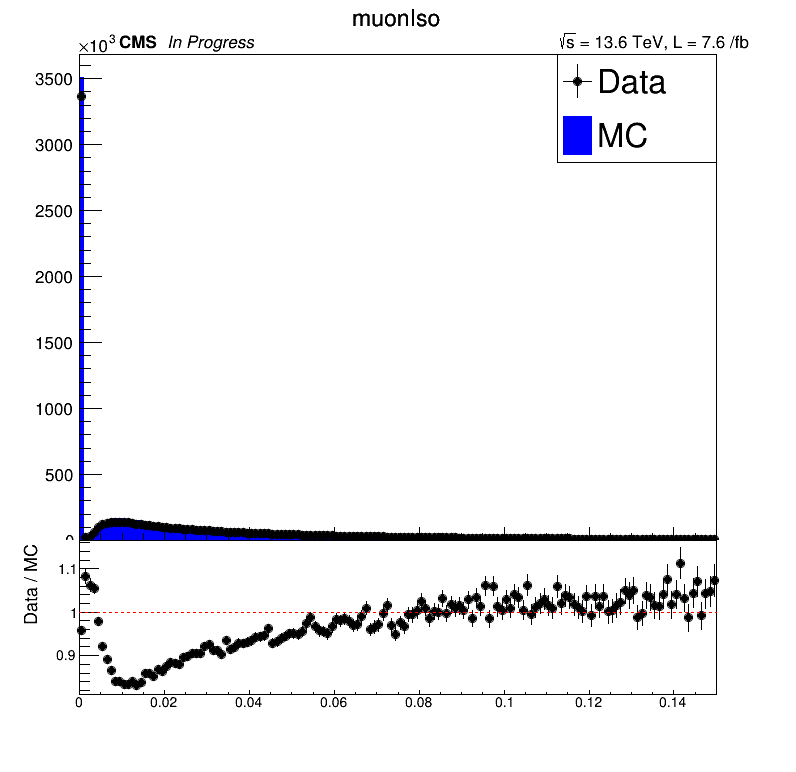 muonIso
×10³ CMS In Progress √s = 13.6 TeV, L = 7.6 /fb
Data
MC
3500
3000
2500
2000
1500
1000
500
0
Data / MC
1.1
1
0.9
0 0.02 0.04 0.06 0.08 0.1 0.12 0.14